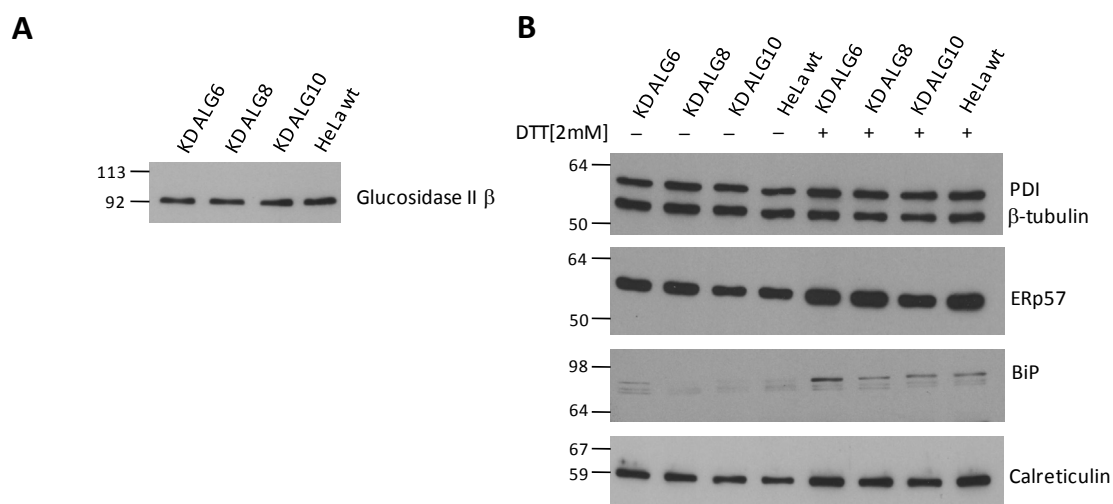 A
KD ALG6
KD ALG8
KD ALG10
HeLa wt
113
92
Glucosidase II β
B
KD ALG6
KD ALG8
KD ALG10
HeLa wt
KD ALG6
KD ALG8
KD ALG10
HeLa wt
DTT[2mM] – – – – + + + +
64
PDI
β-tubulin
50
64
ERp57
50
98
BiP
64
67
59
Calreticulin